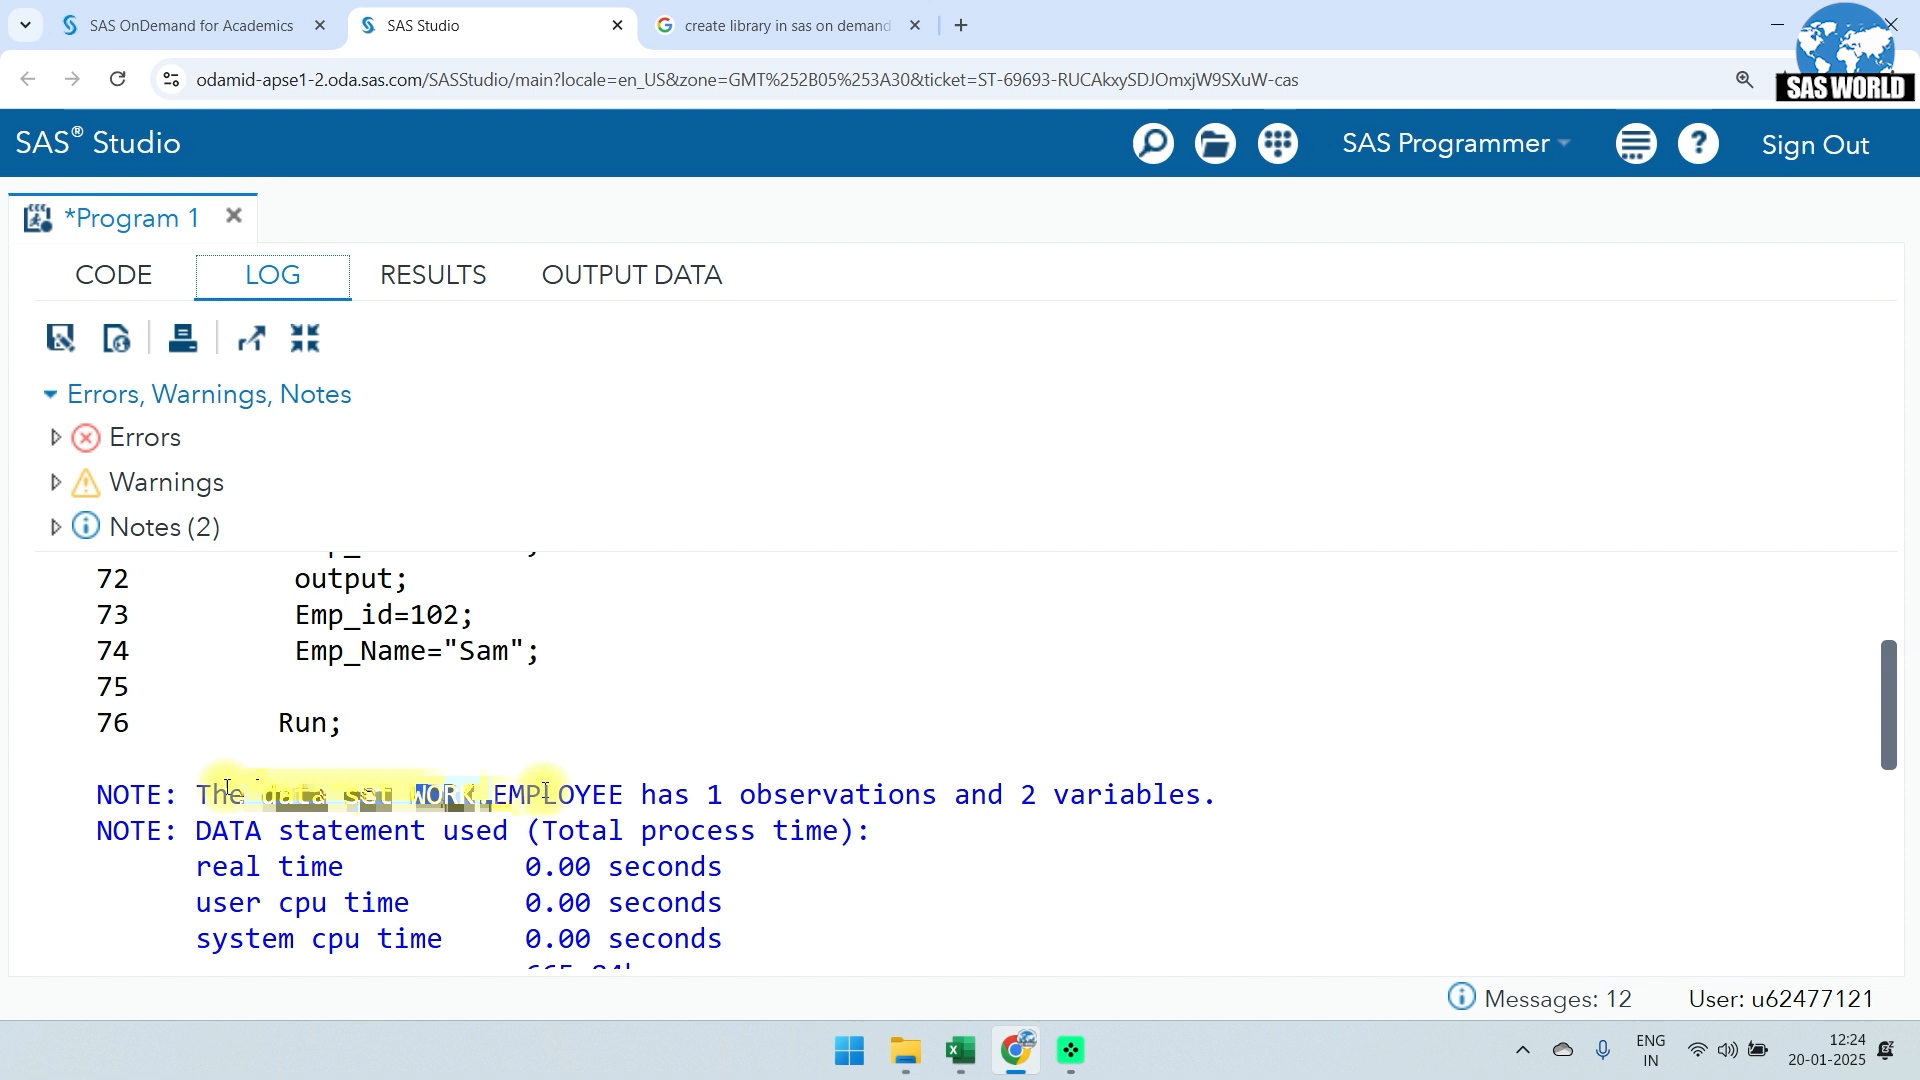 SAS OnDemand for Academics
SAS Studio
create library in sas on demand
odamid-apse1-2.oda.sas.com/SASStudio/main?locale=en_US&zone=GMT%252B05%253A30&ticket=ST-69693-RUCAkxySDJOmxjW9SXuW-cas
SAS WORLD
SAS® Studio
SAS Programmer
?
Sign Out
*Program 1
CODE
LOG
RESULTS
OUTPUT DATA
Errors, Warnings, Notes
Errors
Warnings
Notes (2)
72 output;
73 Emp_id=102;
74 Emp_Name="Sam";
75
76 Run;
NOTE: The data set WORK.EMPLOYEE has 1 observations and 2 variables.
NOTE: DATA statement used (Total process time):
real time 0.00 seconds
user cpu time 0.00 seconds
system cpu time 0.00 seconds
Messages: 12
User: u62477121
ENG
IN
12:24
20-01-2025